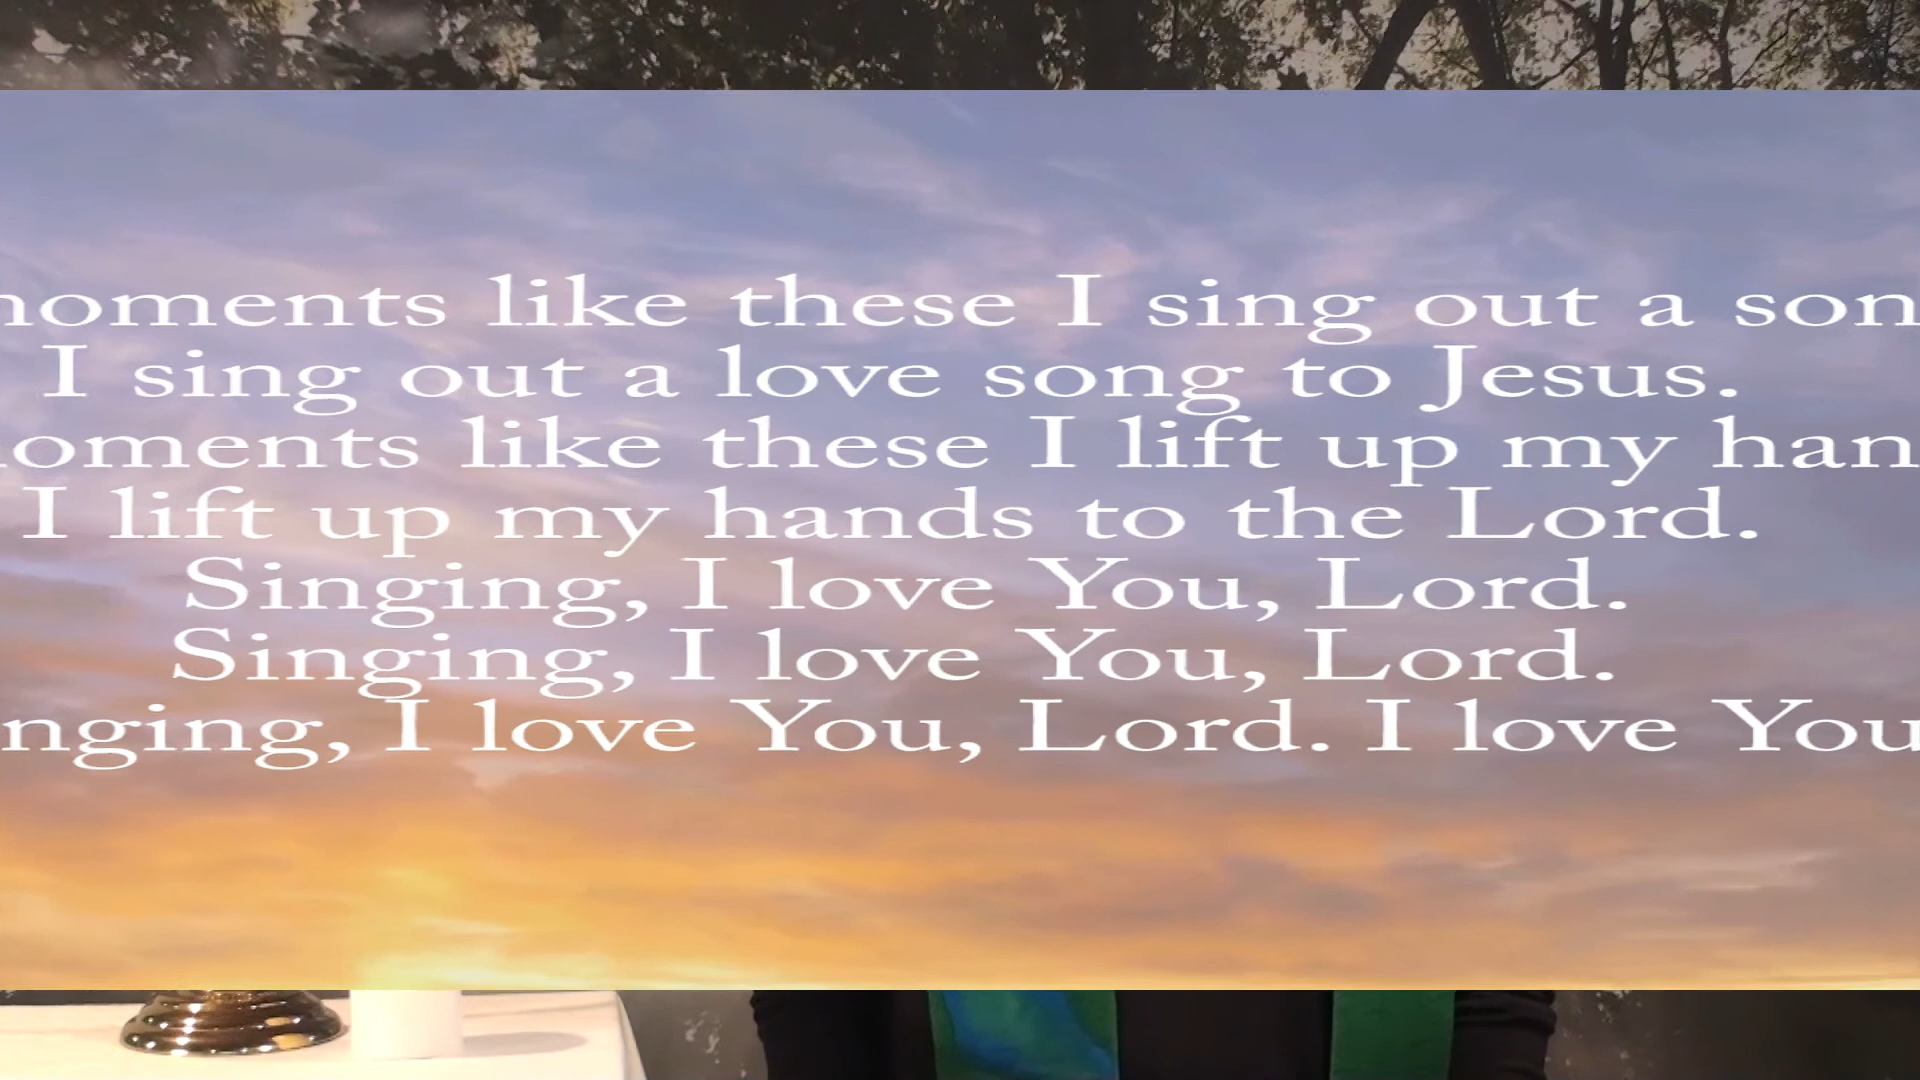 moments like these I sing out a son
I sing out a love song to Jesus.
oments like these I lift up my han
I lift up my hands to the Lord.
Singing, I love You, Lord.
Singing, I love You, Lord.
nging, I love You, Lord. I love You